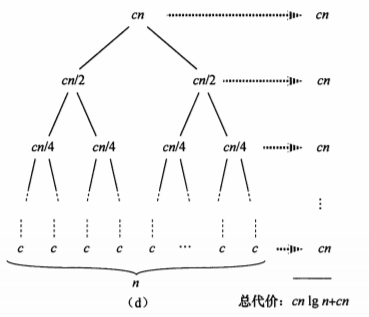 cn cn
cn/2 cn/2 cn
cn/4 cn/4 cn/4 cn/4 cn
⋮
c c c c c ⋯ c c cn
n
(d) 总代价：cn lg n+cn